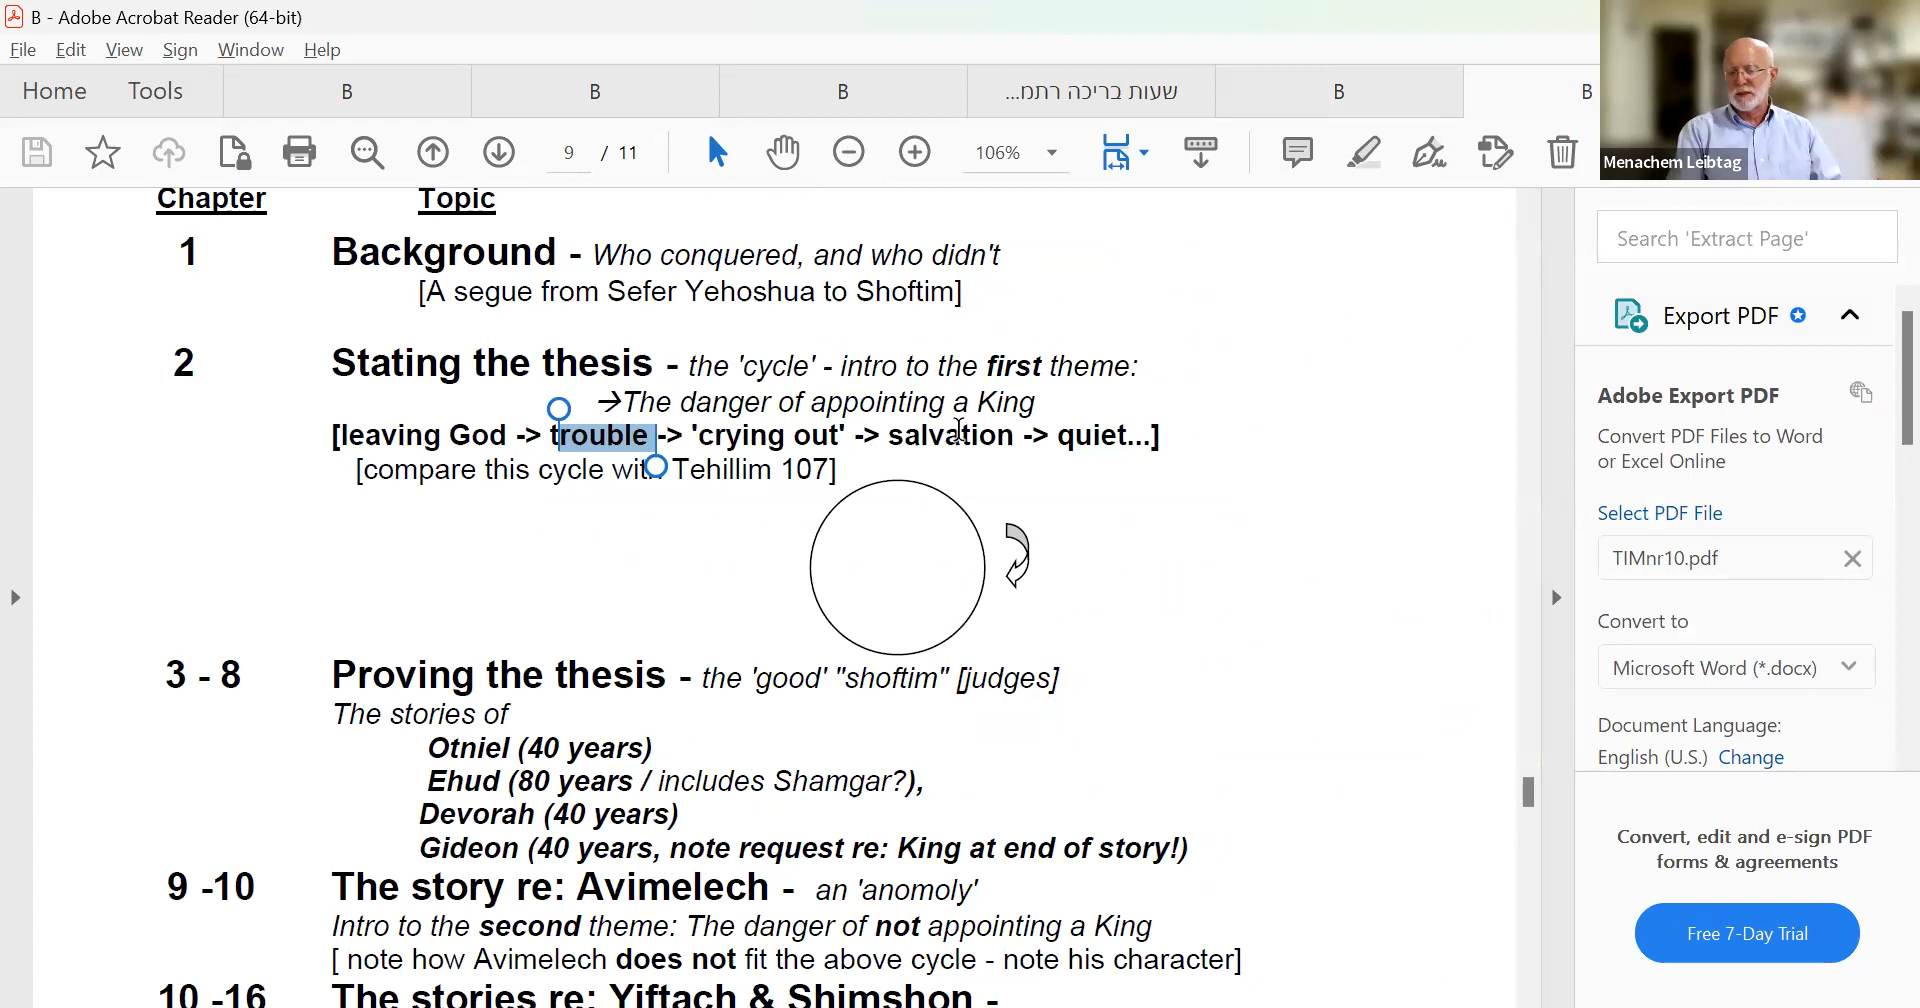 B - Adobe Acrobat Reader (64-bit)
File Edit View Sign Window Help
Home Tools B B B שעות בריכה רתמ... B B
9 / 11 106%
Menachem Leibtag
Chapter Topic
1 Background - Who conquered, and who didn't
[A segue from Sefer Yehoshua to Shoftim]
2 Stating the thesis - the 'cycle' - intro to the first theme:
→The danger of appointing a King
[leaving God -> trouble -> 'crying out' -> salvation -> quiet...]
[compare this cycle with Tehillim 107]
3 - 8 Proving the thesis - the 'good' "shoftim" [judges]
The stories of
Otniel (40 years)
Ehud (80 years / includes Shamgar?),
Devorah (40 years)
Gideon (40 years, note request re: King at end of story!)
9 -10 The story re: Avimelech - an 'anomoly'
Intro to the second theme: The danger of not appointing a King
[ note how Avimelech does not fit the above cycle - note his character]
10 -16 The stories re: Yiftach & Shimshon -
Search 'Extract Page'
Export PDF
Adobe Export PDF
Convert PDF Files to Word
or Excel Online
Select PDF File
TIMnr10.pdf
Convert to
Microsoft Word (*.docx)
Document Language:
English (U.S.) Change
Convert, edit and e-sign PDF
forms & agreements
Free 7-Day Trial